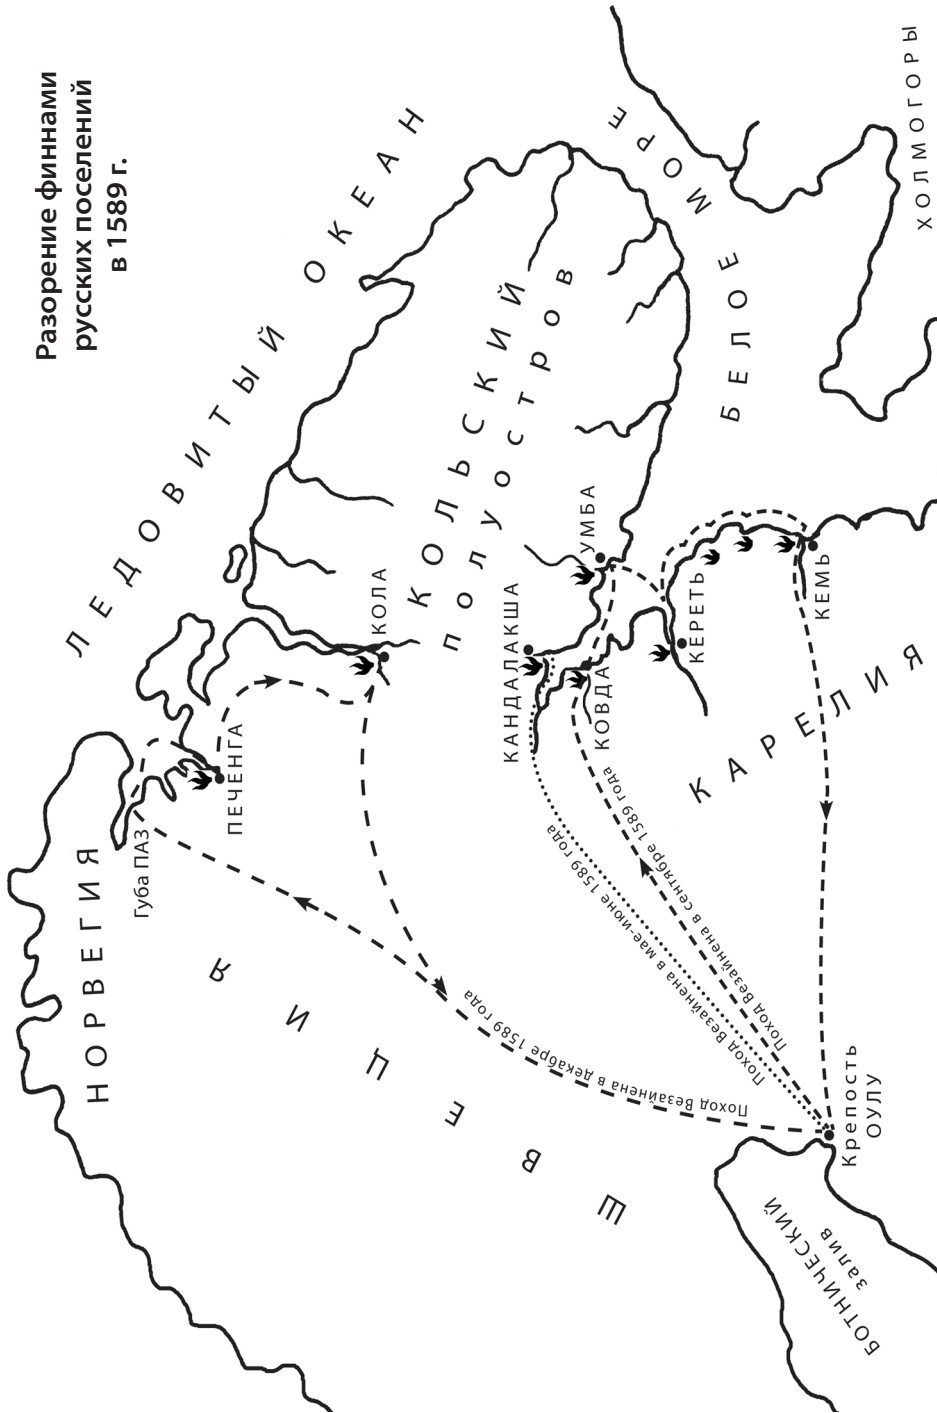 Разорение финнами
русских поселений
в 1589 г.
ЛЕДОВИТЫЙ ОКЕАН
НОРВЕГИЯ
Губа ПАЗ
ПЕЧЕНГА
КОЛА
КОЛЬСКИЙ
полуостров
КАНДАЛАКША
УМБА
КОВДА
КЕРЕТЬ
КЕМЬ
БЕЛОЕ МОРЕ
ХОЛМОГОРЫ
КАРЕЛИЯ
ШВЕЦИЯ
Поход Везайнена в декабре 1589 года
Поход Везайнена в мае-июне 1589 года
Поход Везайнена в сентябре 1589 года
Крепость
ОУЛУ
БОТНИЧЕСКИЙ
залив